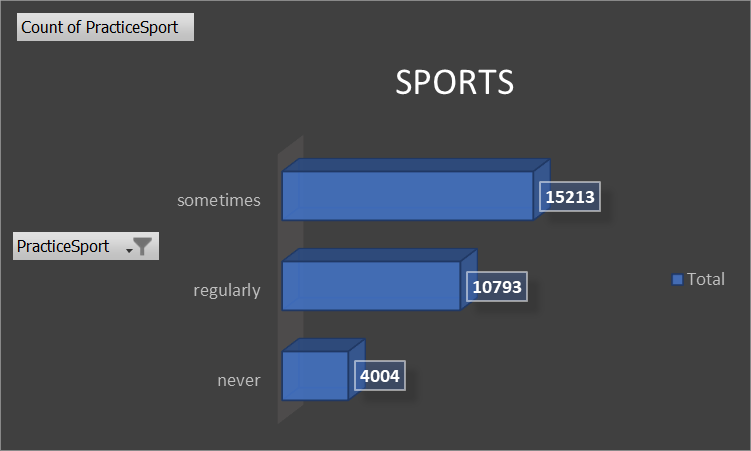 Count of PracticeSport
SPORTS
sometimes
15213
PracticeSport
regularly
10793
Total
never
4004